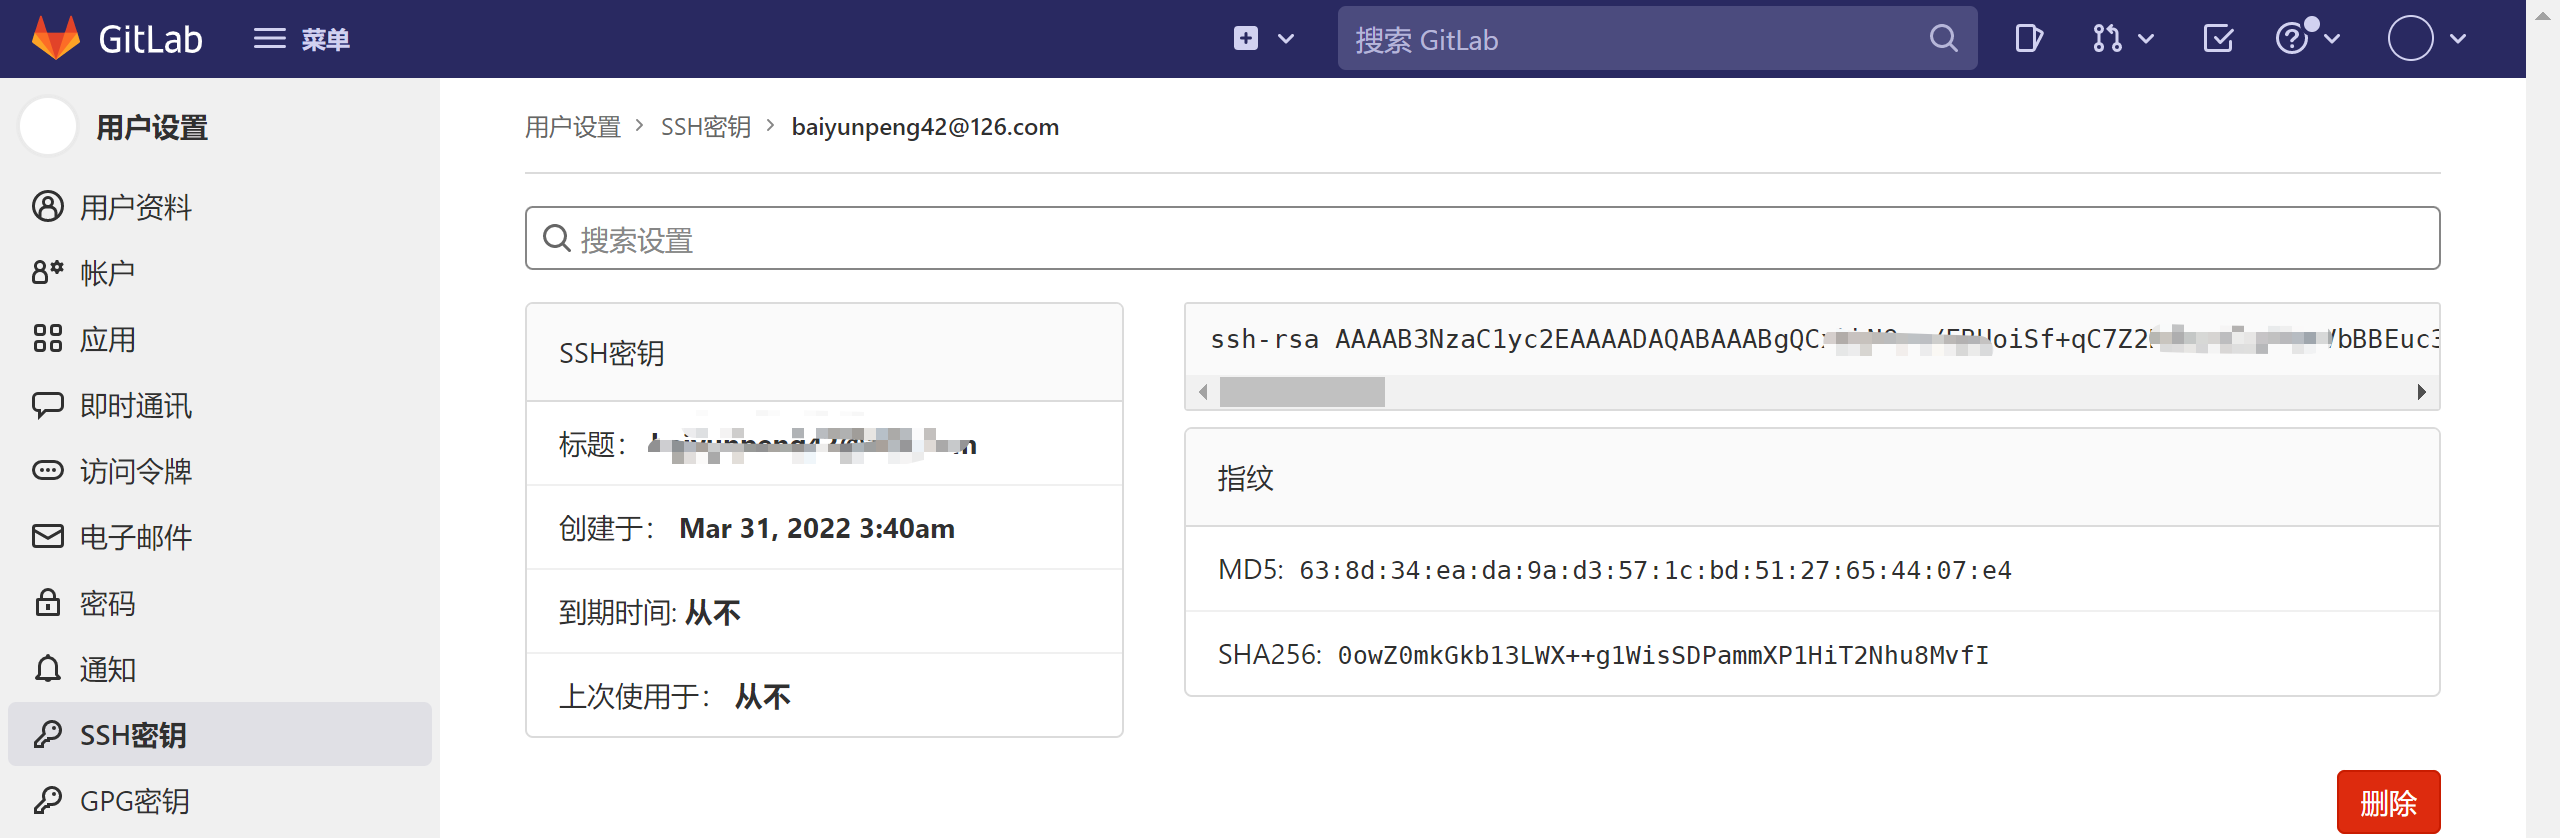 GitLab 菜单 搜索 GitLab
用户设置
用户资料
帐户
应用
即时通讯
访问令牌
电子邮件
密码
通知
SSH密钥
GPG密钥
用户设置 > SSH密钥 > baiyunpeng42@126.com
搜索设置
SSH密钥
标题：
创建于： Mar 31, 2022 3:40am
到期时间: 从不
上次使用于： 从不
ssh-rsa AAAAB3NzaC1yc2EAAAADAQABAAABgQC oiSf+qC7Z2 bBBEuc3
指纹
MD5: 63:8d:34:ea:da:9a:d3:57:1c:bd:51:27:65:44:07:e4
SHA256: 0owZ0mkGkb13LWX++g1WisSDPammXP1HiT2Nhu8MvfI
删除